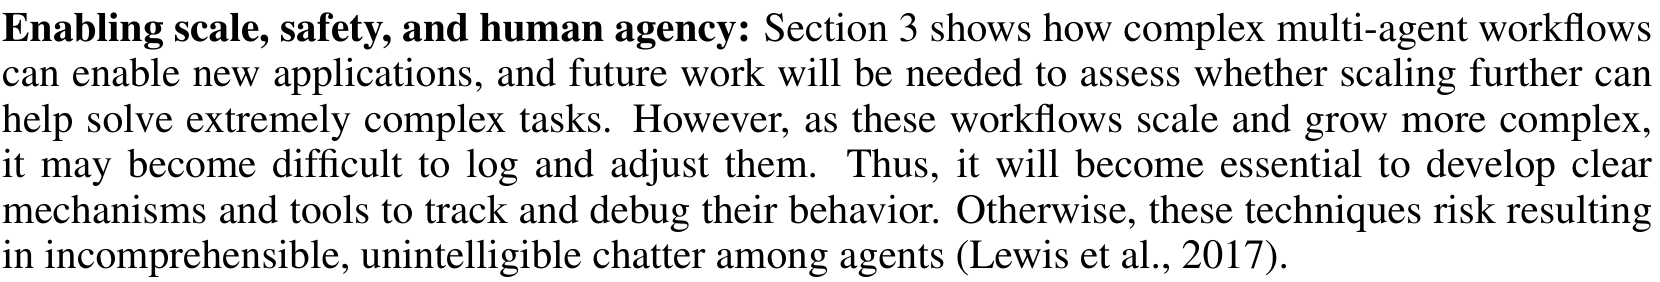 Enabling scale, safety, and human agency: Section 3 shows how complex multi-agent workflows
can enable new applications, and future work will be needed to assess whether scaling further can
help solve extremely complex tasks. However, as these workflows scale and grow more complex,
it may become difficult to log and adjust them. Thus, it will become essential to develop clear
mechanisms and tools to track and debug their behavior. Otherwise, these techniques risk resulting
in incomprehensible, unintelligible chatter among agents (Lewis et al., 2017).